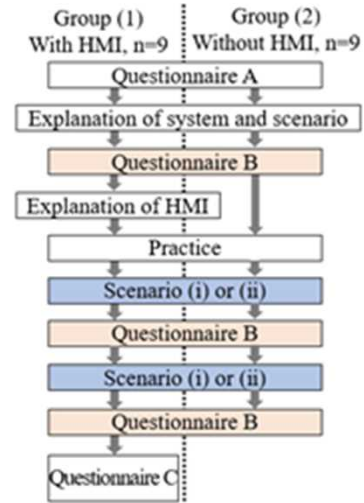 Group (1)
With HMI, n=9
Group (2)
Without HMI, n=9
Questionnaire A
Explanation of system and scenario
Questionnaire B
Explanation of HMI
Practice
Scenario (i) or (ii)
Questionnaire B
Scenario (i) or (ii)
Questionnaire B
Questionnaire C